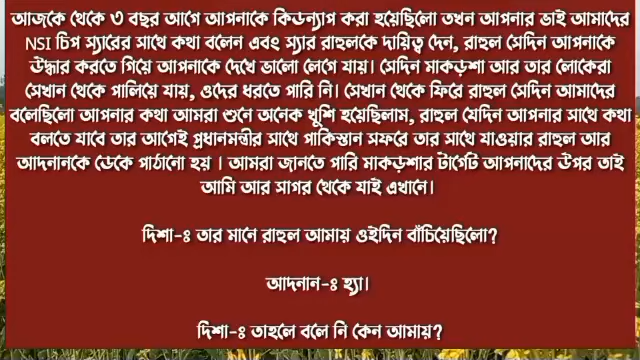 আজকে থেকে ৩ বছর আগে আপনাকে কিডন্যাপ করা হয়েছিলো তখন আপনার ভাই আমাদের
NSI চিপ স্যারের সাথে কথা বলেন এবং স্যার রাহুলকে দায়িত্ব দেন, রাহুল সেদিন আপনাকে
উদ্ধার করতে গিয়ে আপনাকে দেখে ভালো লেগে যায়। সেদিন মাকড়শা আর তার লোকেরা
সেখান থেকে পালিয়ে যায়, ওদের ধরতে পারি নি। সেখান থেকে ফিরে রাহুল সেদিন আমাদের
বলেছিলো আপনার কথা আমরা শুনে অনেক খুশি হয়েছিলাম, রাহুল যেদিন আপনার সাথে কথা
বলতে যাবে তার আগেই প্রধানমন্ত্রীর সাথে পাকিস্তান সফরে তার সাথে যাওয়ার রাহুল আর
আদনানকে ডেকে পাঠানো হয় । আমরা জানতে পারি মাকড়শার টার্গেট আপনাদের উপর তাই
আমি আর সাগর থেকে যাই এখানে।
দিশা-ঃ তার মানে রাহুল আমায় ওইদিন বাঁচিয়েছিলো?
আদনান-ঃ হ্যা।
দিশা-ঃ তাহলে বলে নি কেন আমায়?